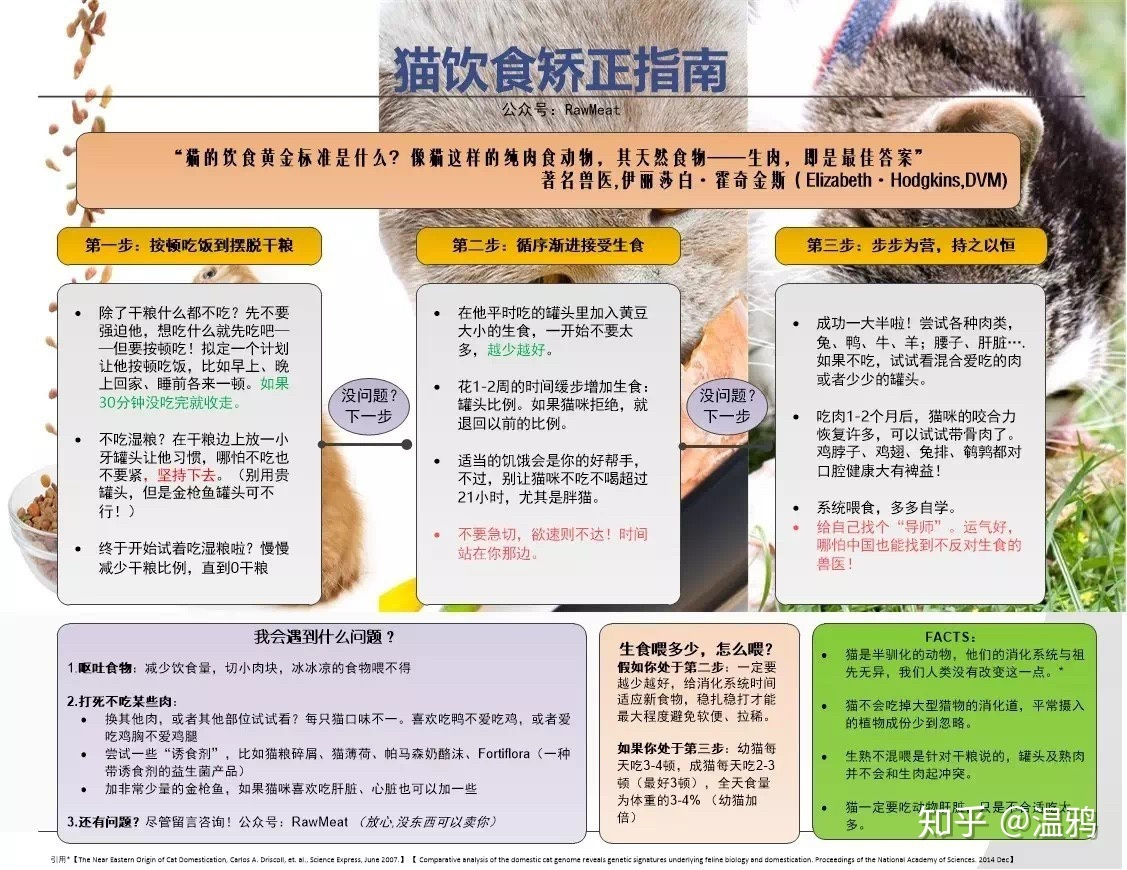 猫饮食矫正指南
公众号：RawMeat
“猫的饮食黄金标准是什么？像猫这样的纯肉食动物，其天然食物——生肉，即是最佳答案”
著名兽医,伊丽莎白·霍奇金斯（Elizabeth·Hodgkins,DVM)
第一步：按顿吃饭到摆脱干粮
• 除了干粮什么都不吃？先不要
强迫他，想吃什么就先吃吧—
—但要按顿吃！拟定一个计划
让他按顿吃饭，比如早上、晚
上回家、睡前各来一顿。如果
30分钟没吃完就收走。
• 不吃湿粮？在干粮边上放一小
牙罐头让他习惯，哪怕不吃也
不要紧，坚持下去。（别用贵
罐头，但是金枪鱼罐头可不
行！）
• 终于开始试着吃湿粮啦？慢慢
减少干粮比例，直到0干粮
没问题？
下一步
第二步：循序渐进接受生食
• 在他平时吃的罐头里加入黄豆
大小的生食，一开始不要太
多，越少越好。
• 花1-2周的时间缓步增加生食：
罐头比例。如果猫咪拒绝，就
退回以前的比例。
• 适当的饥饿会是你的好帮手，
不过，别让猫咪不吃不喝超过
21小时，尤其是胖猫。
• 不要急切，欲速则不达！时间
站在你那边。
没问题？
下一步
第三步：步步为营，持之以恒
• 成功一大半啦！尝试各种肉类，
兔、鸭、牛、羊；腰子、肝脏….
如果不吃，试试看混合爱吃的肉
或者少少的罐头。
• 吃肉1-2个月后，猫咪的咬合力
恢复许多，可以试试带骨肉了。
鸡脖子、鸡翅、兔排、鹌鹑都对
口腔健康大有裨益！
• 系统喂食，多多自学。
• 给自己找个“导师”。运气好，
哪怕中国也能找到不反对生食的
兽医！
我会遇到什么问题？
1.呕吐食物：减少饮食量，切小肉块，冰冰凉的食物喂不得
2.打死不吃某些肉：
• 换其他肉，或者其他部位试试看？每只猫口味不一。喜欢吃鸭不爱吃鸡，或者爱
吃鸡胸不爱鸡腿
• 尝试一些“诱食剂”，比如猫粮碎屑、猫薄荷、帕马森奶酪沫、Fortiflora（一种
带诱食剂的益生菌产品）
• 加非常少量的金枪鱼，如果猫咪喜欢吃肝脏、心脏也可以加一些
3.还有问题？尽管留言咨询！公众号：RawMeat （放心,没东西可以卖你）
生食喂多少，怎么喂？
假如你处于第二步：一定要
越少越好，给消化系统时间
适应新食物，稳扎稳打才能
最大程度避免软便、拉稀。
如果你处于第三步：幼猫每
天吃3-4顿，成猫每天吃2-3
顿（最好3顿），全天食量
为体重的3-4% （幼猫加
倍）
FACTS：
• 猫是半驯化的动物，他们的消化系统与祖
先无异，我们人类没有改变这一点。*
• 猫不会吃掉大型猎物的消化道，平常摄入
的植物成份少到忽略。
• 生熟不混喂是针对干粮说的，罐头及熟肉
并不会和生肉起冲突。
• 猫一定要吃动物肝脏，只是不合适吃太
多。
知乎 @温鸦
引用*【The Near Eastern Origin of Cat Domestication, Carlos A. Driscoll, et. al., Science Express, June 2007.】【 Comparative analysis of the domestic cat genome reveals genetic signatures underlying feline biology and domestication. Proceedings of the National Academy of Sciences. 2014 Dec】